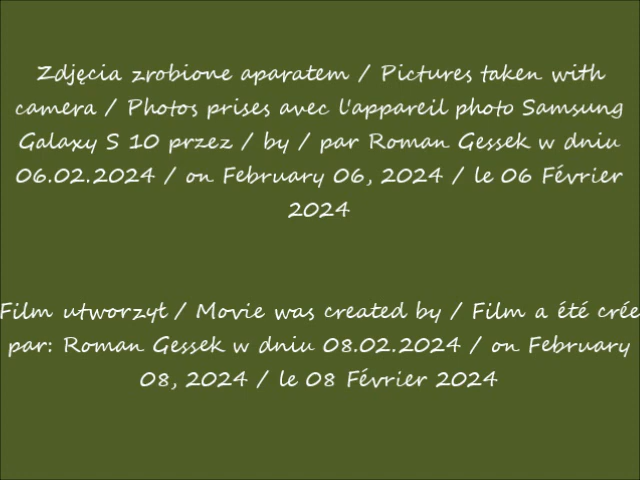 Zdjęcia zrobione aparatem / Pictures taken with
camera / Photos prises avec l'appareil photo Samsung
Galaxy S 10 przez / by / par Roman Gessek w dniu
06.02.2024 / on February 06, 2024 / le 06 Février
2024
Film utworzył / Movie was created by / Film a été crée
par: Roman Gessek w dniu 08.02.2024 / on February
08, 2024 / le 08 Février 2024